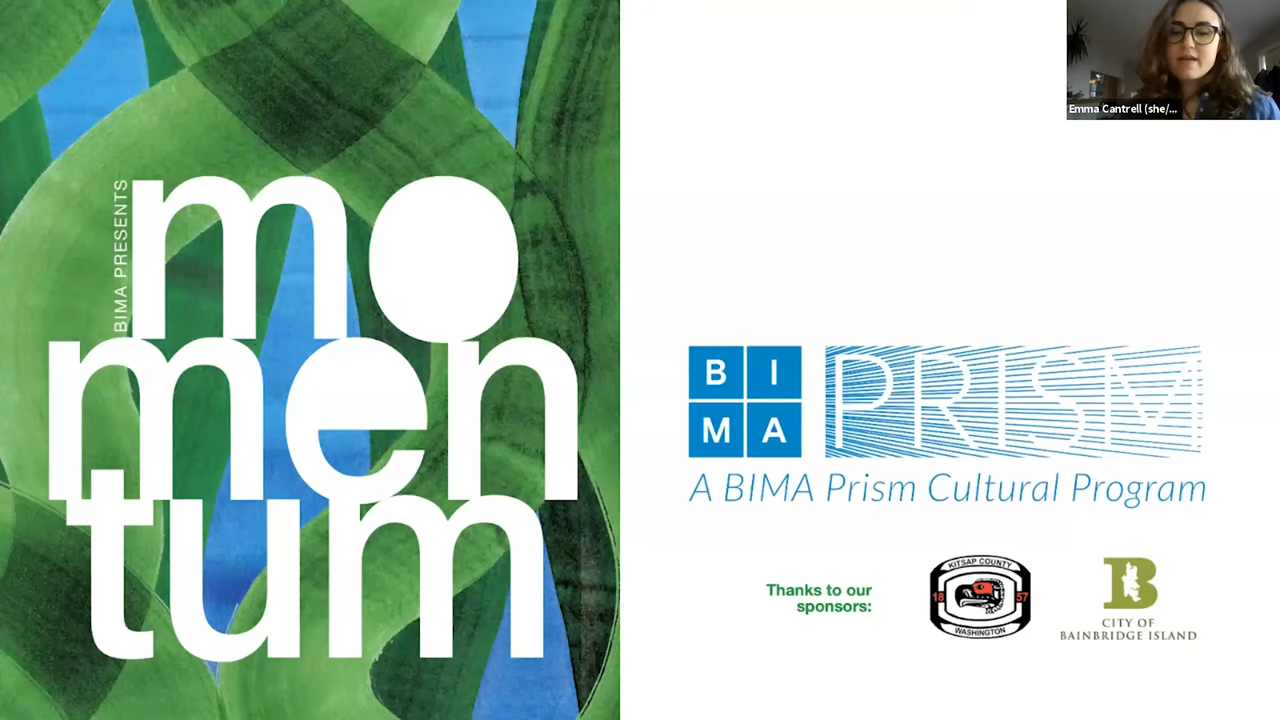 BIMA PRESENTS
mo
men
tum
Emma Cantrell (she/...
B I
M A
PRISM
A BIMA Prism Cultural Program
Thanks to our
sponsors:
KITSAP COUNTY
18 57
WASHINGTON
B
CITY OF
BAINBRIDGE ISLAND